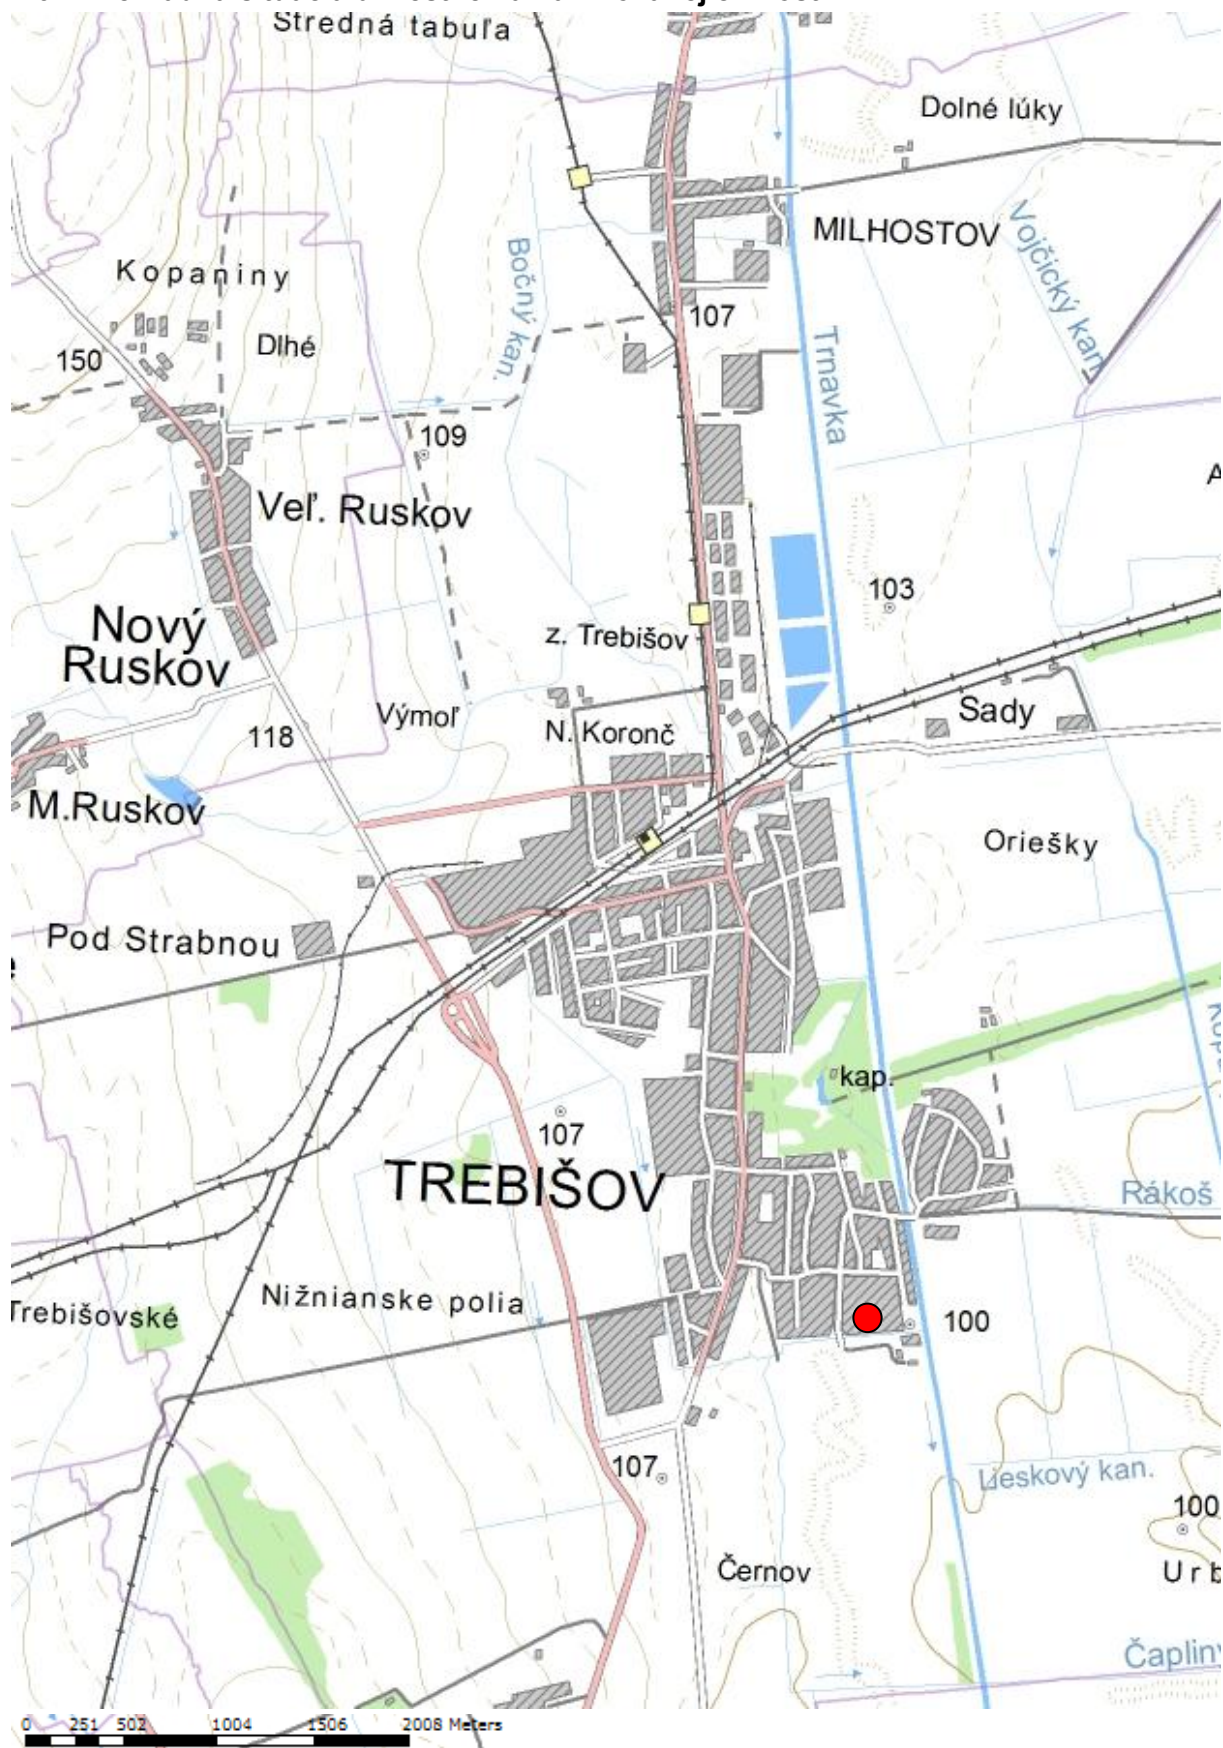 Stredná tabuľa
Dolné lúky
MILHOSTOV
Vojčický kan.
Bočný kan.
Kopaniny
107
Trnavka
Dlhé
150
109
Veľ. Ruskov
103
Nový
Ruskov
z. Trebišov
Výmoľ
N. Koronč
Sady
118
M.Ruskov
Oriešky
Pod Strabnou
kap.
107
TREBIŠOV
Rákoš
Nižnianske polia
Trebišovské
100
107
Lieskový kan.
100
Černov
Urb
Čapliny
0 251 502 1004 1506 2008 Meters